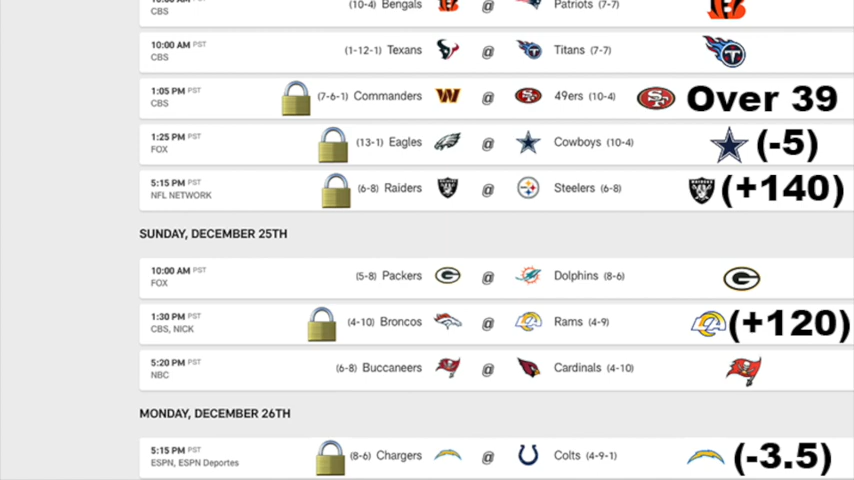 CBS
(10-4) Bengals @ Patriots (7-7)
10:00 AM PST
CBS
(1-12-1) Texans @ Titans (7-7)
1:05 PM PST
CBS
(7-6-1) Commanders @ 49ers (10-4) Over 39
1:25 PM PST
FOX
(13-1) Eagles @ Cowboys (10-4) (-5)
5:15 PM PST
NFL NETWORK
(6-8) Raiders @ Steelers (6-8) (+140)
SUNDAY, DECEMBER 25TH
10:00 AM PST
FOX
(5-8) Packers @ Dolphins (8-6)
1:30 PM PST
CBS, NICK
(4-10) Broncos @ Rams (4-9) (+120)
5:20 PM PST
NBC
(6-8) Buccaneers @ Cardinals (4-10)
MONDAY, DECEMBER 26TH
5:15 PM PST
ESPN, ESPN Deportes
(8-6) Chargers @ Colts (4-9-1) (-3.5)